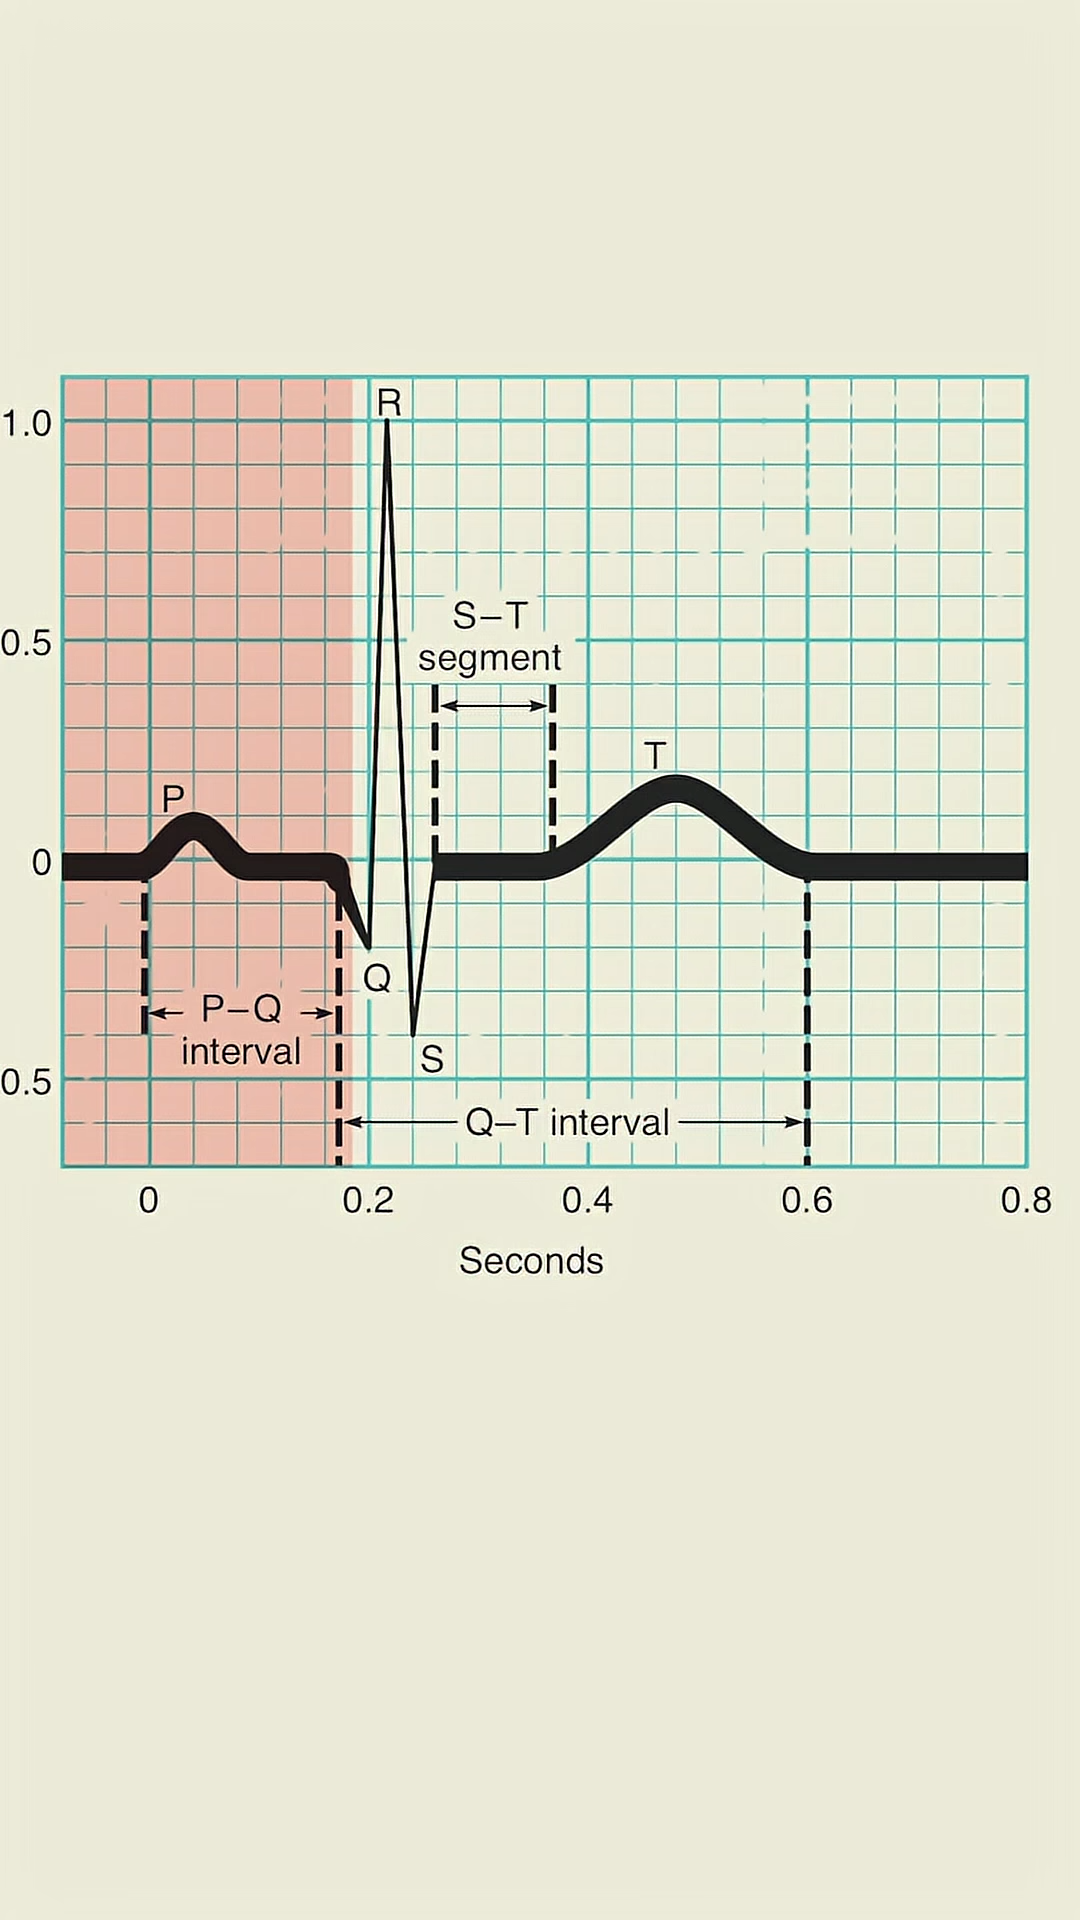 R
1.0
S–T
0.5
segment
T
P
0
Q
P–Q
interval
S
0.5
Q–T interval
0
0.2
0.4
0.6
0.8
Seconds